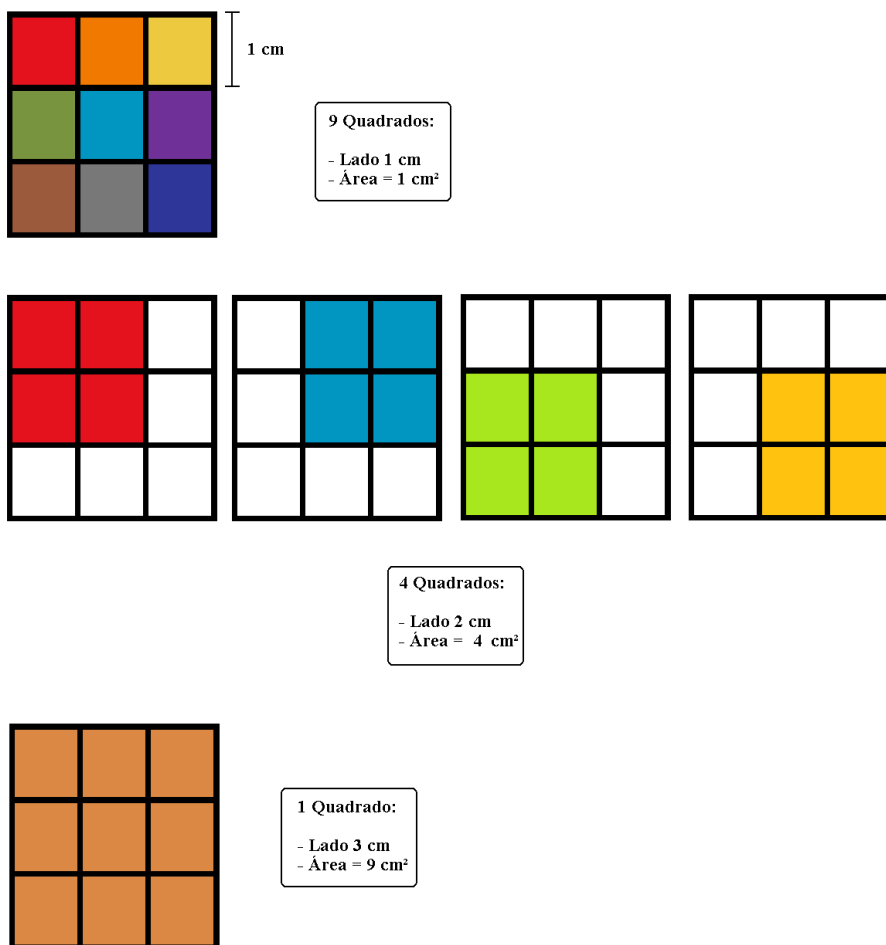 1 cm
9 Quadrados:
- Lado 1 cm
- Área = 1 cm²
4 Quadrados:
- Lado 2 cm
- Área =  4  cm²
1 Quadrado:
- Lado 3 cm
- Área = 9 cm²